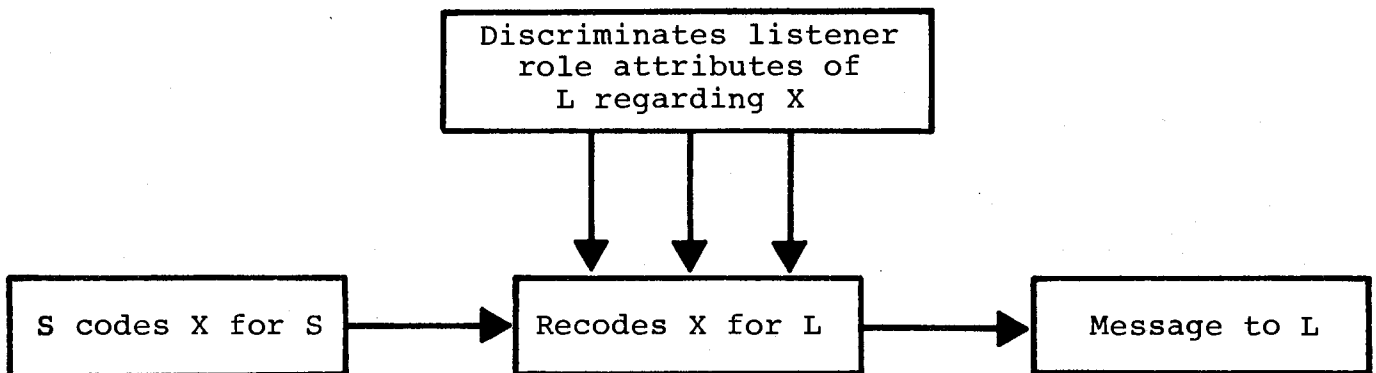 Discriminates listener
role attributes of
L regarding X
S codes X for S
Recodes X for L
Message to L